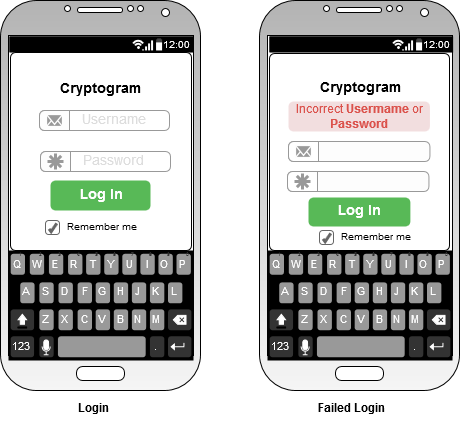 12:00
Cryptogram
Username
Password
Log In
Remember me
Q W E R T Y U I O P
A S D F G H J K L
Z X C V B N M
123 .
Login
12:00
Cryptogram
Incorrect Username or
Password
Log In
Remember me
Q W E R T Y U I O P
A S D F G H J K L
Z X C V B N M
123 .
Failed Login